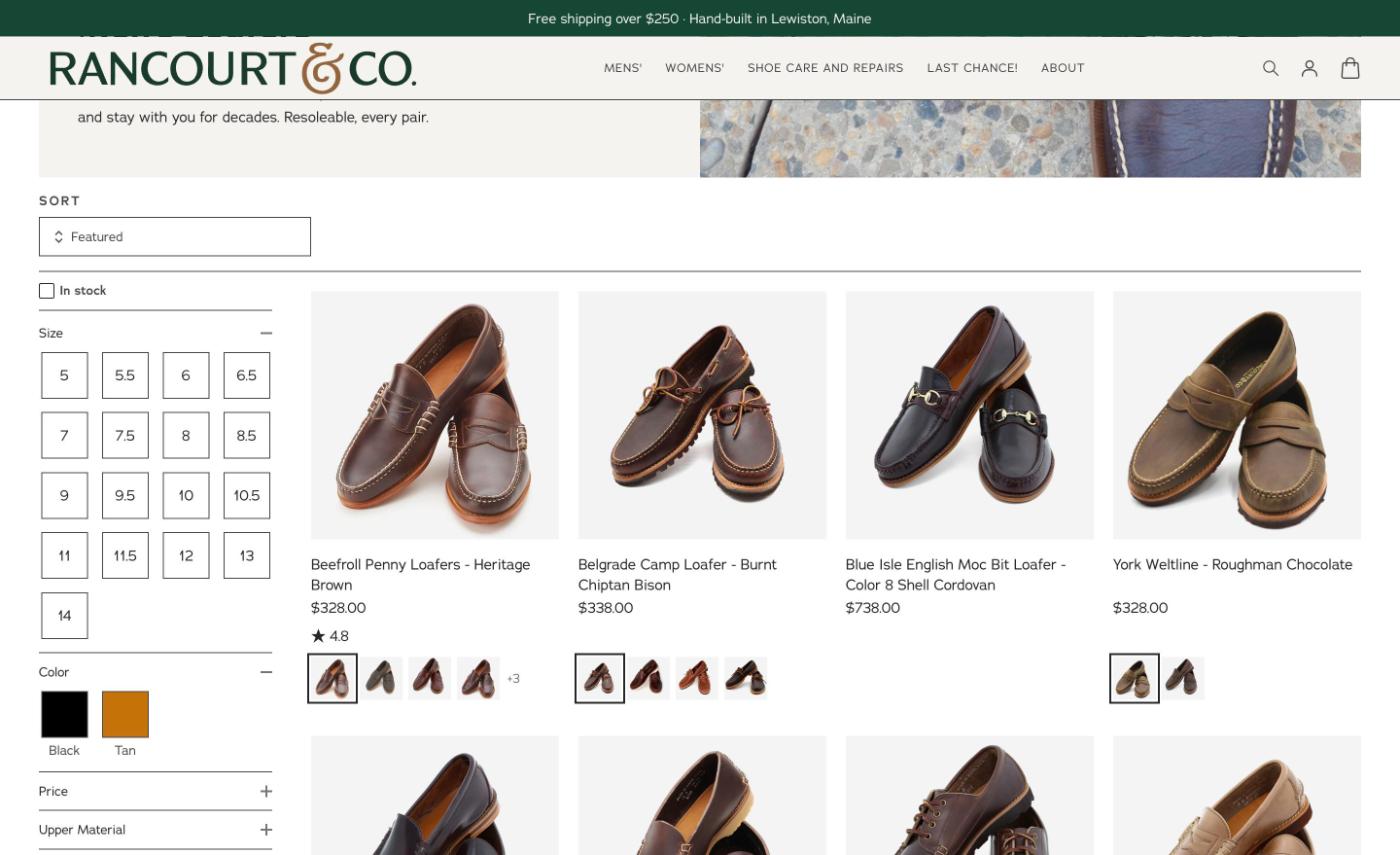 Free shipping over $250 · Hand-built in Lewiston, Maine
RANCOURT & CO.
MENS' WOMENS' SHOE CARE AND REPAIRS LAST CHANCE! ABOUT
and stay with you for decades. Resoleable, every pair.
SORT
Featured
In stock
Size
5 5.5 6 6.5
7 7.5 8 8.5
9 9.5 10 10.5
11 11.5 12 13
14
Color
Black Tan
Price
Upper Material
Beefroll Penny Loafers - Heritage
Brown
$328.00
★ 4.8
+3
Belgrade Camp Loafer - Burnt
Chiptan Bison
$338.00
Blue Isle English Moc Bit Loafer -
Color 8 Shell Cordovan
$738.00
York Weltline - Roughman Chocolate
$328.00